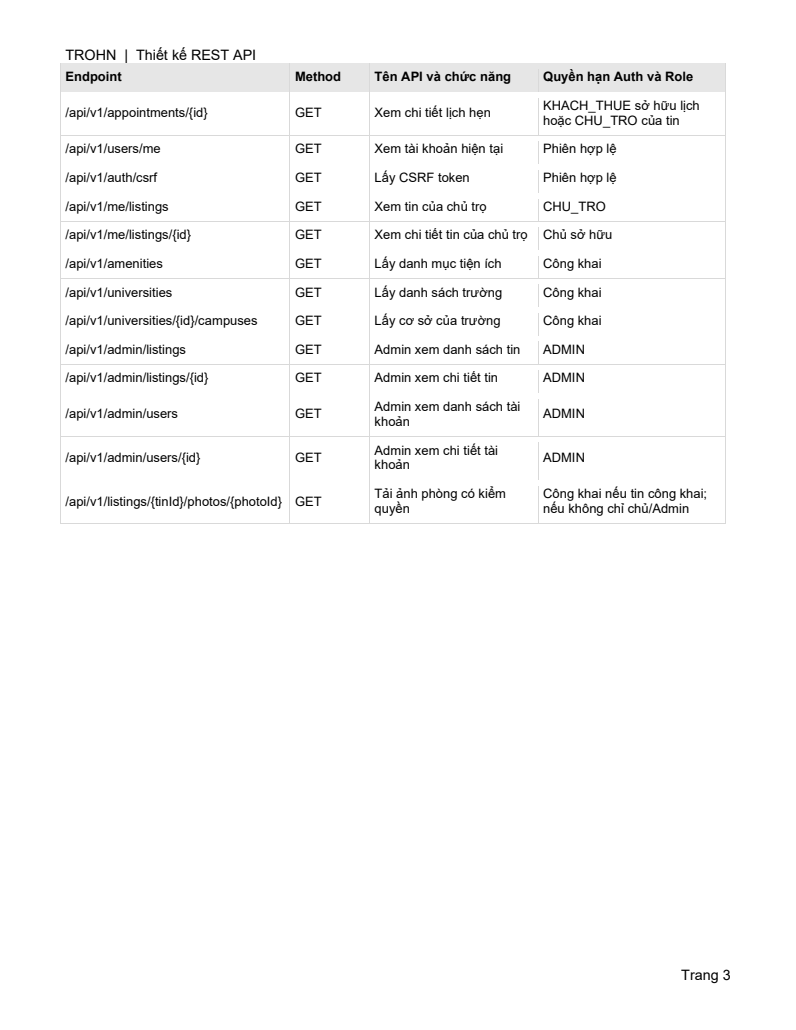 TROHN | Thiết kế REST API
Endpoint Method Tên API và chức năng Quyền hạn Auth và Role
/api/v1/appointments/{id} GET Xem chi tiết lịch hẹn KHACH_THUE sở hữu lịch
hoặc CHU_TRO của tin
/api/v1/users/me GET Xem tài khoản hiện tại Phiên hợp lệ
/api/v1/auth/csrf GET Lấy CSRF token Phiên hợp lệ
/api/v1/me/listings GET Xem tin của chủ trọ CHU_TRO
/api/v1/me/listings/{id} GET Xem chi tiết tin của chủ trọ Chủ sở hữu
/api/v1/amenities GET Lấy danh mục tiện ích Công khai
/api/v1/universities GET Lấy danh sách trường Công khai
/api/v1/universities/{id}/campuses GET Lấy cơ sở của trường Công khai
/api/v1/admin/listings GET Admin xem danh sách tin ADMIN
/api/v1/admin/listings/{id} GET Admin xem chi tiết tin ADMIN
/api/v1/admin/users GET Admin xem danh sách tài
khoản ADMIN
/api/v1/admin/users/{id} GET Admin xem chi tiết tài
khoản ADMIN
/api/v1/listings/{tinId}/photos/{photoId} GET Tải ảnh phòng có kiểm
quyền Công khai nếu tin công khai;
nếu không chỉ chủ/Admin
Trang 3